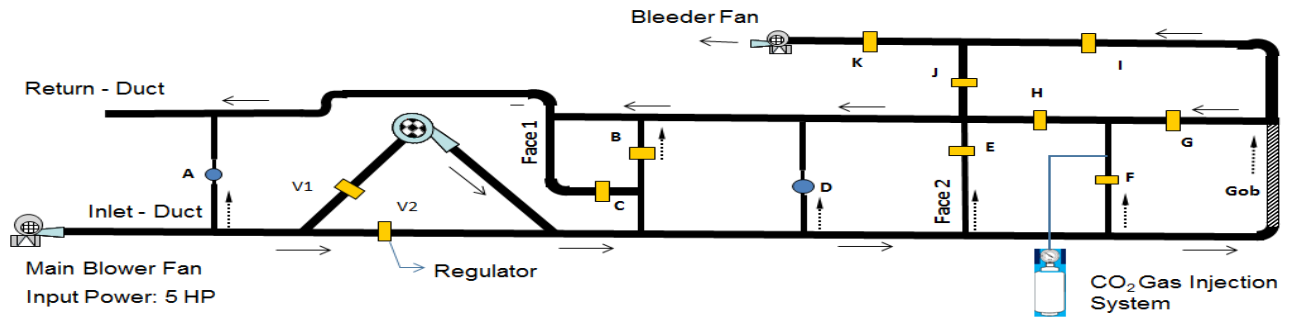 Bleeder Fan
K
I
J
Return - Duct
H
Face 1
B
G
E
A
V1
D
F
C
Face 2
Gob
Inlet - Duct
V2
Main Blower Fan
Input Power: 5 HP
Regulator
CO₂ Gas Injection
System